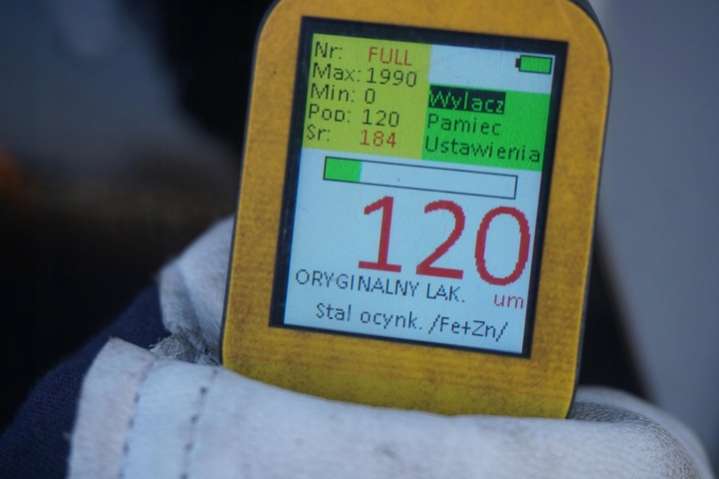 Nr: FULL
Max: 1990
Min: 0
Pop: 120
Sr: 184
Wylacz
Pamiec
Ustawienia
120
um
ORYGINALNY LAK.
Stal ocynk. /Fe+Zn/